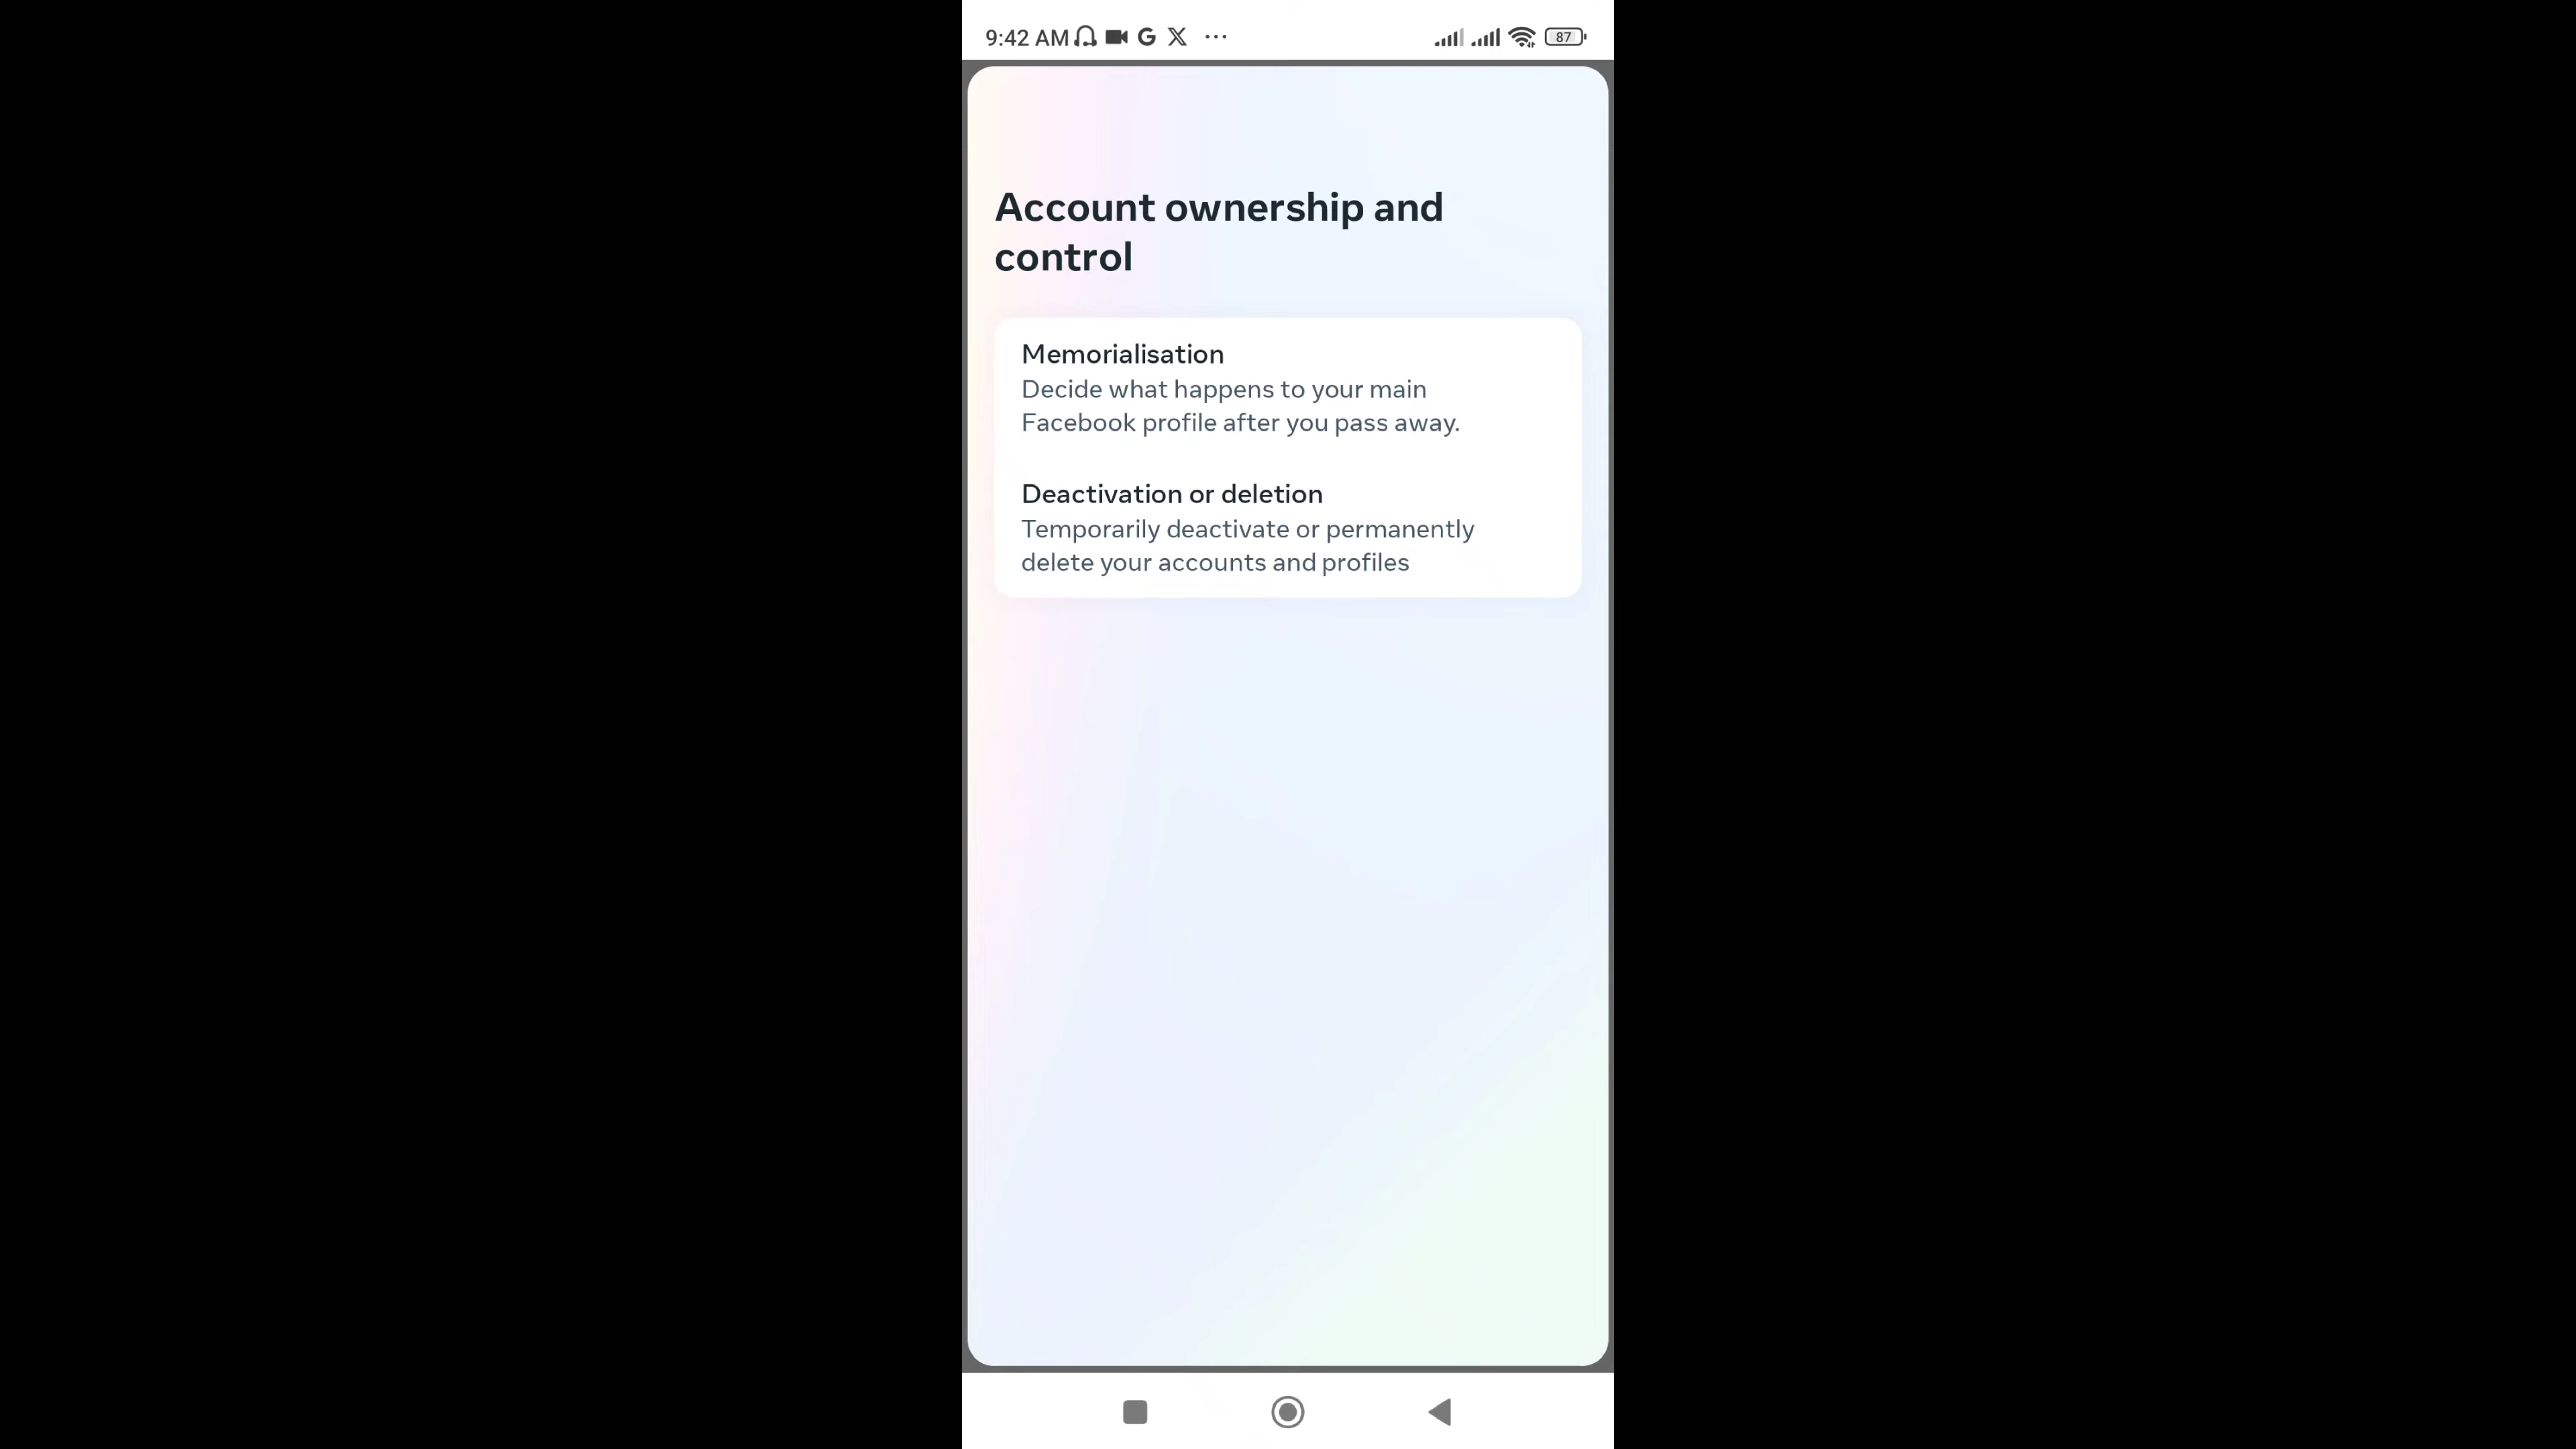 9:42 AM
87
Account ownership and
control
Memorialisation
Decide what happens to your main
Facebook profile after you pass away.
Deactivation or deletion
Temporarily deactivate or permanently
delete your accounts and profiles